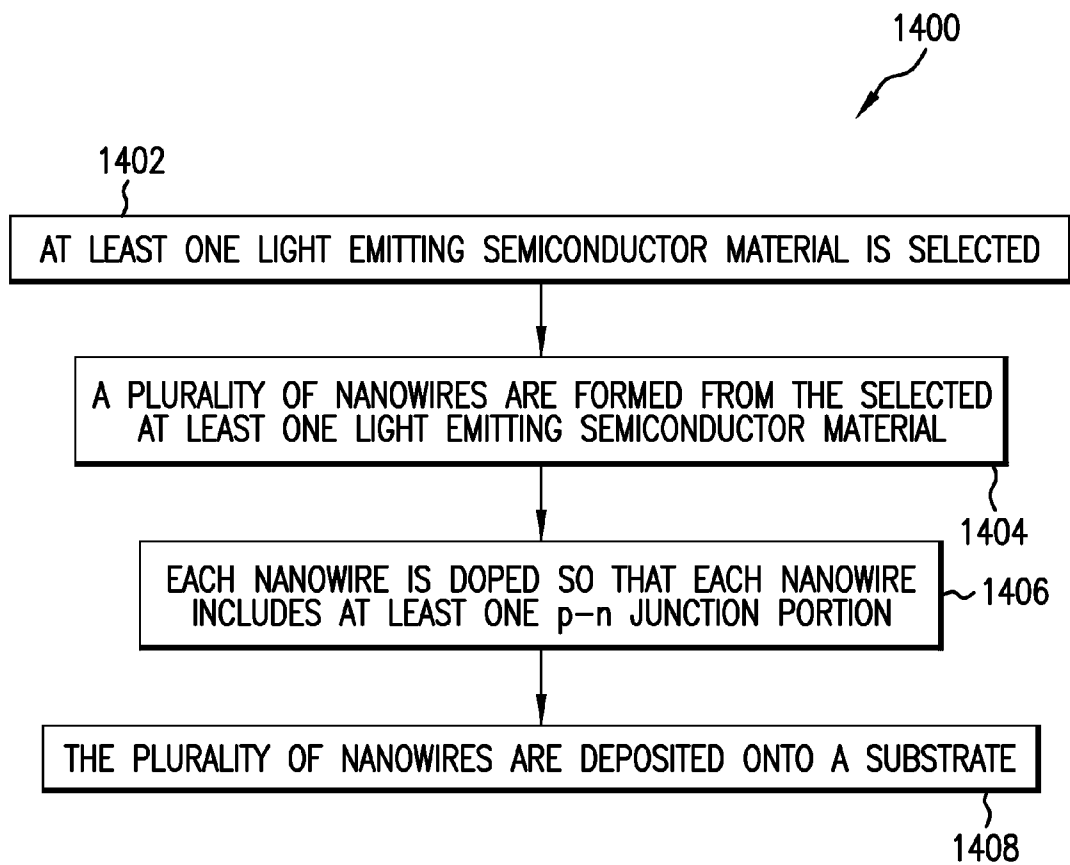 1400
1402
AT LEAST ONE LIGHT EMITTING SEMICONDUCTOR MATERIAL IS SELECTED
A PLURALITY OF NANOWIRES ARE FORMED FROM THE SELECTED
AT LEAST ONE LIGHT EMITTING SEMICONDUCTOR MATERIAL
1404
EACH NANOWIRE IS DOPED SO THAT EACH NANOWIRE
INCLUDES AT LEAST ONE p-n JUNCTION PORTION
1406
THE PLURALITY OF NANOWIRES ARE DEPOSITED ONTO A SUBSTRATE
1408